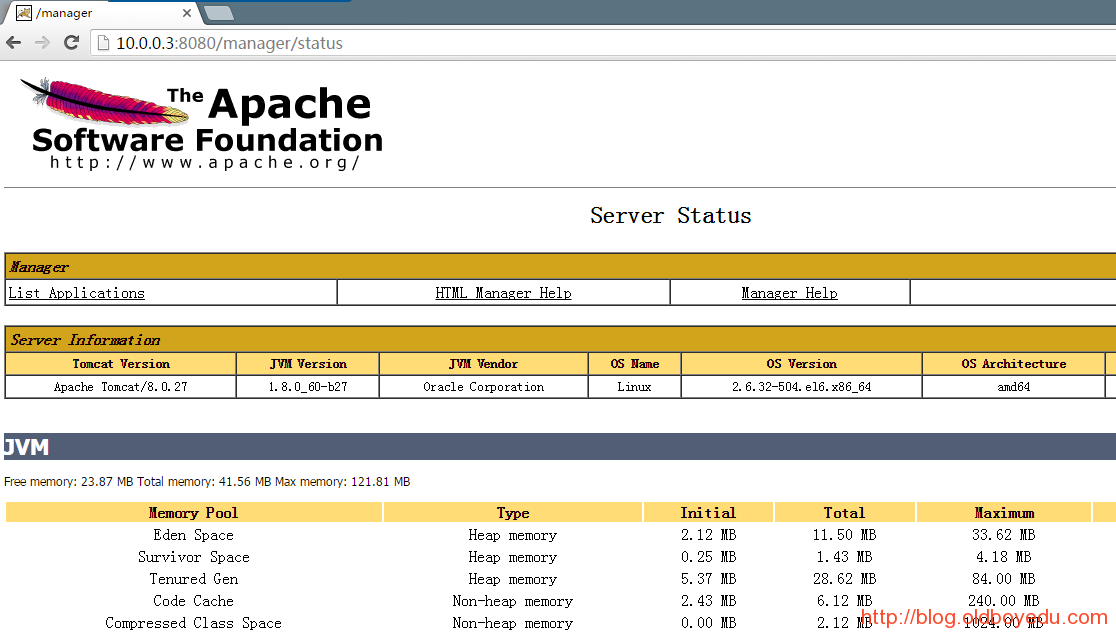 /manager
10.0.0.3:8080/manager/status
The Apache
Software Foundation
http://www.apache.org/
Server Status
Manager
List Applications HTML Manager Help Manager Help
Server Information
Tomcat Version JVM Version JVM Vendor OS Name OS Version OS Architecture
Apache Tomcat/8.0.27 1.8.0_60-b27 Oracle Corporation Linux 2.6.32-504.el6.x86_64 amd64
JVM
Free memory: 23.87 MB Total memory: 41.56 MB Max memory: 121.81 MB
Memory Pool Type Initial Total Maximum
Eden Space Heap memory 2.12 MB 11.50 MB 33.62 MB
Survivor Space Heap memory 0.25 MB 1.43 MB 4.18 MB
Tenured Gen Heap memory 5.37 MB 28.62 MB 84.00 MB
Code Cache Non-heap memory 2.43 MB 6.12 MB 240.00 MB
Compressed Class Space Non-heap memory 0.00 MB 2.12 MB 1024.00 MB
http://blog.oldboyedu.com